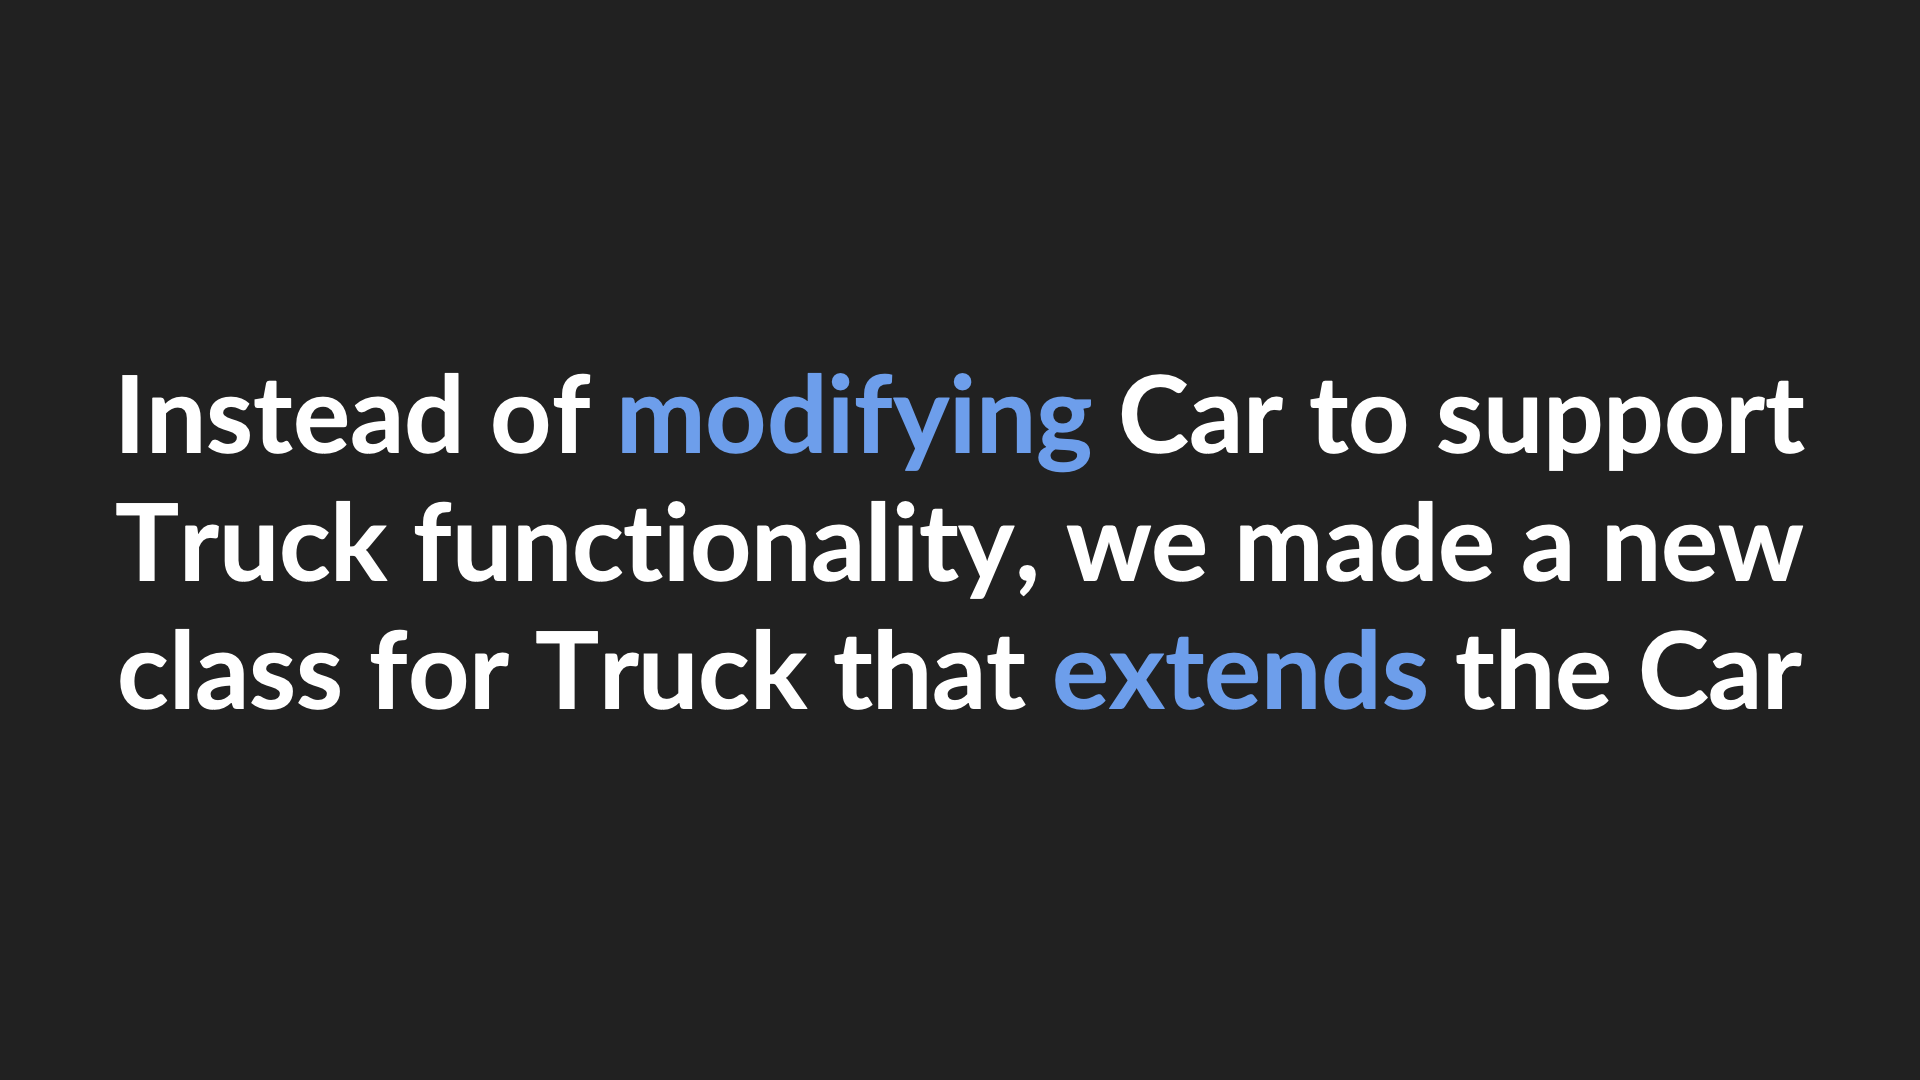 Instead of modifying Car to support
Truck functionality, we made a new
class for Truck that extends the Car